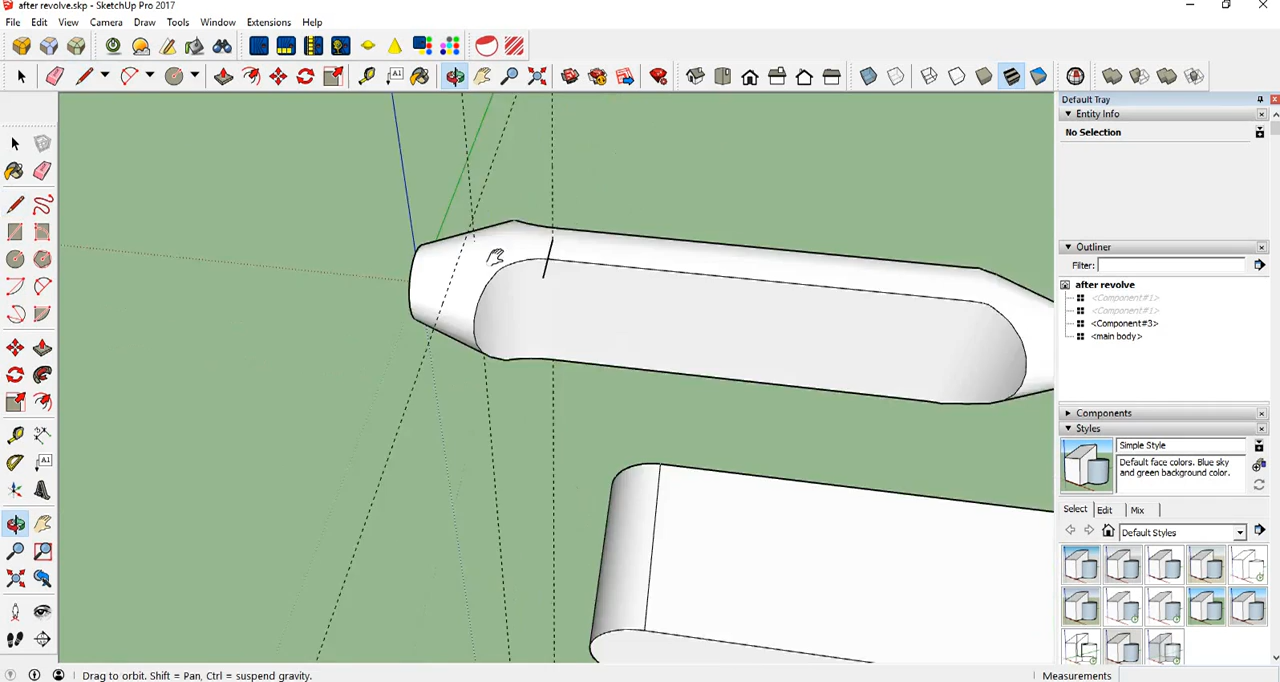 after revolve.skp - SketchUp Pro 2017
File Edit View Camera Draw Tools Window Extensions Help
A1
Default Tray
Entity Info
No Selection
Outliner
Filter:
after revolve
<Component#1>
<Component#1>
<Component#3>
<main body>
Components
Styles
Simple Style
Default face colors. Blue sky
and green background color.
Select Edit Mix
Default Styles
A1
Drag to orbit. Shift = Pan, Ctrl = suspend gravity.
Measurements